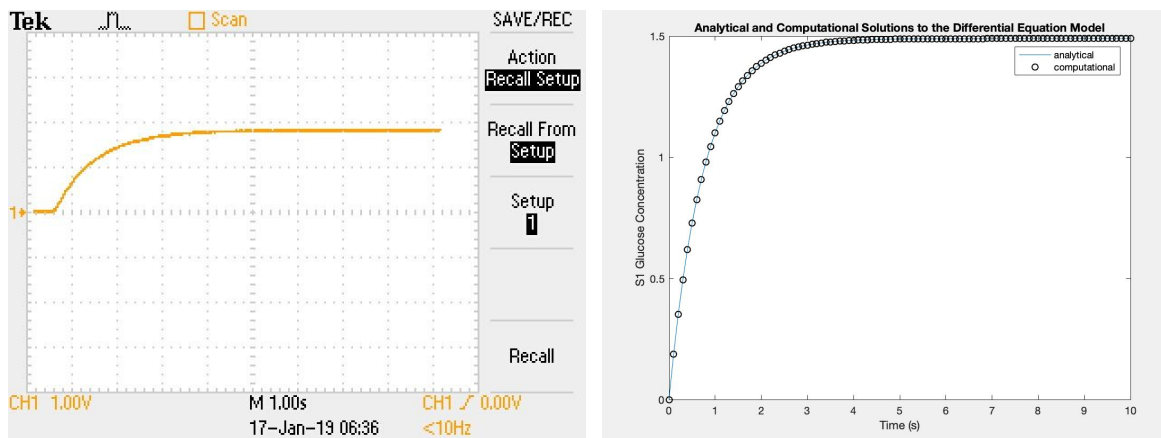 Tek
Scan
SAVE/REC
Action
Recall Setup
Recall From
Setup
Setup
1
Recall
1
CH1 1.00V
M 1.00s
CH1 / 0.00V
17-Jan-19 06:36
<10Hz
Analytical and Computational Solutions to the Differential Equation Model
analytical
computational
S1 Glucose Concentration
1.5
1
0.5
0
0 1 2 3 4 5 6 7 8 9 10
Time (s)